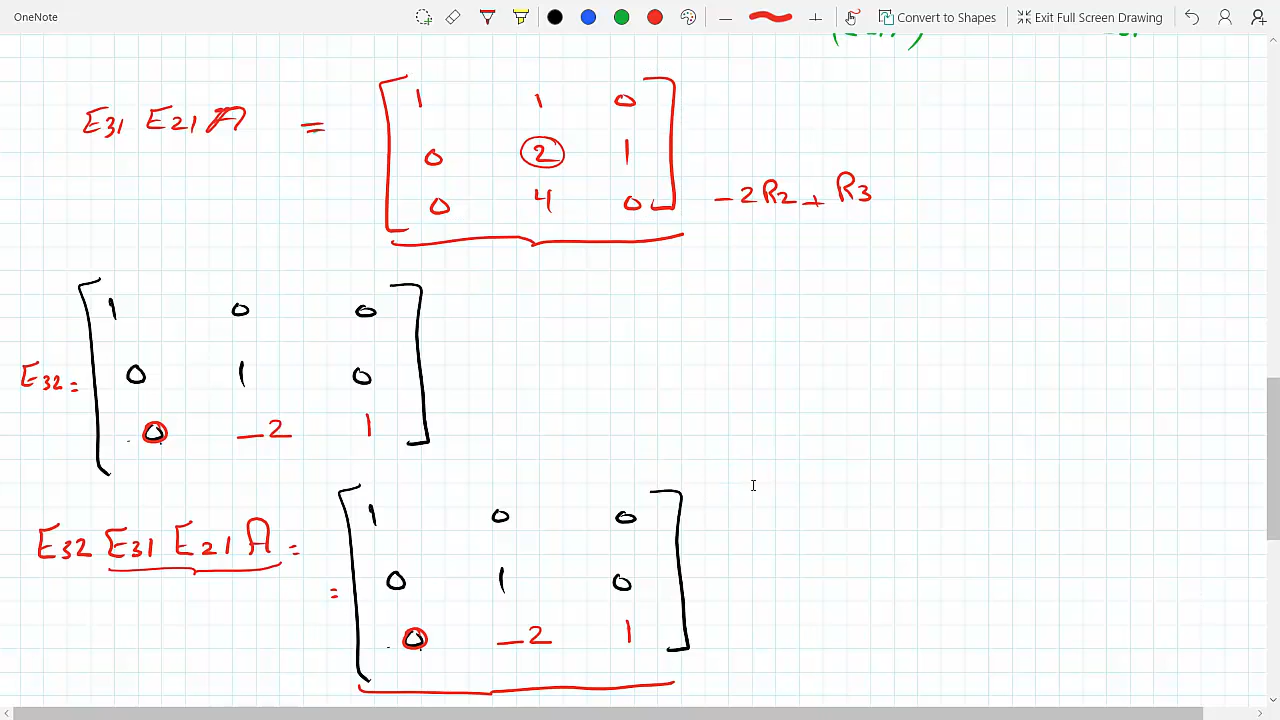 OneNote
Convert to Shapes
Exit Full Screen Drawing
1 1 0
E31 E21 A = 0 2 1
0 4 0 -2R2 + R3
1 0 0
E32 = 0 1 0
0 -2 1
1 0 0
E32 E31 E21 A =
= 0 1 0
0 -2 1